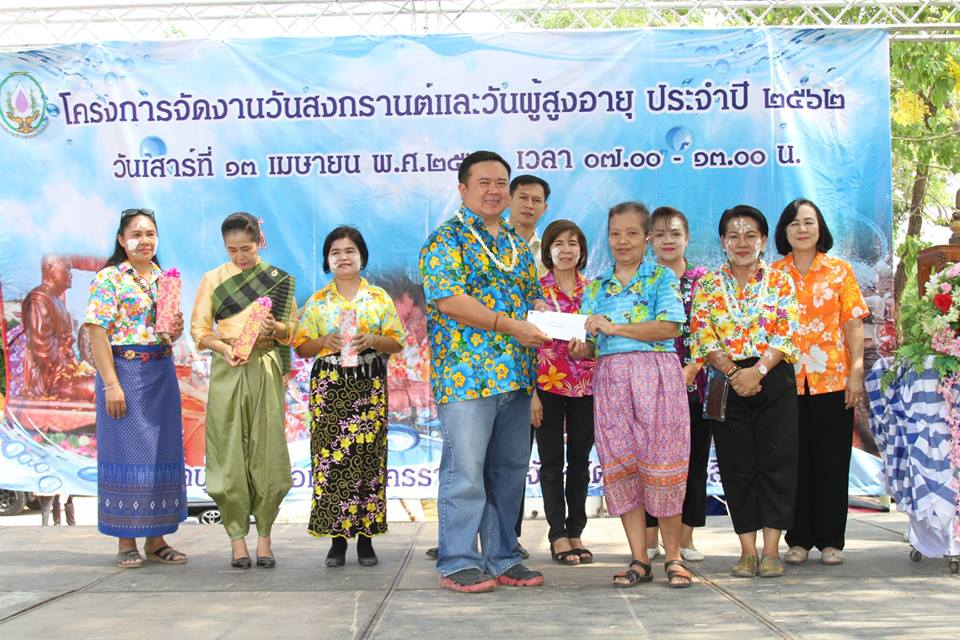 โครงการจัดงานวันสงกรานต์และวันผู้สูงอายุ ประจำปี ๒๕๖๒
วันเสาร์ที่ ๑๓ เมษายน พ.ศ.๒๕ เวลา ๐๗.๐๐ - ๑๓.๐๐ น.